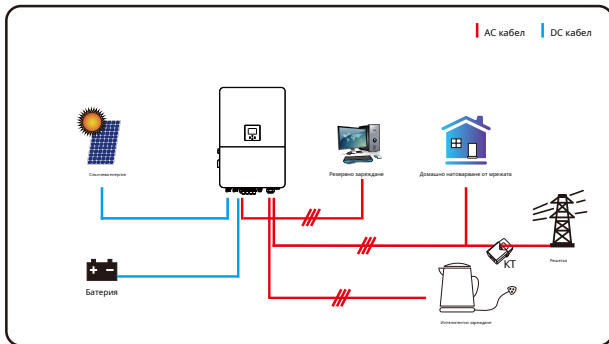 AC кабел
DC кабел
Слънчева енергия
Резервно зареждане
Домашно натоварване от мрежата
КТ
Решетка
Батерия
Интелигентно зареждане